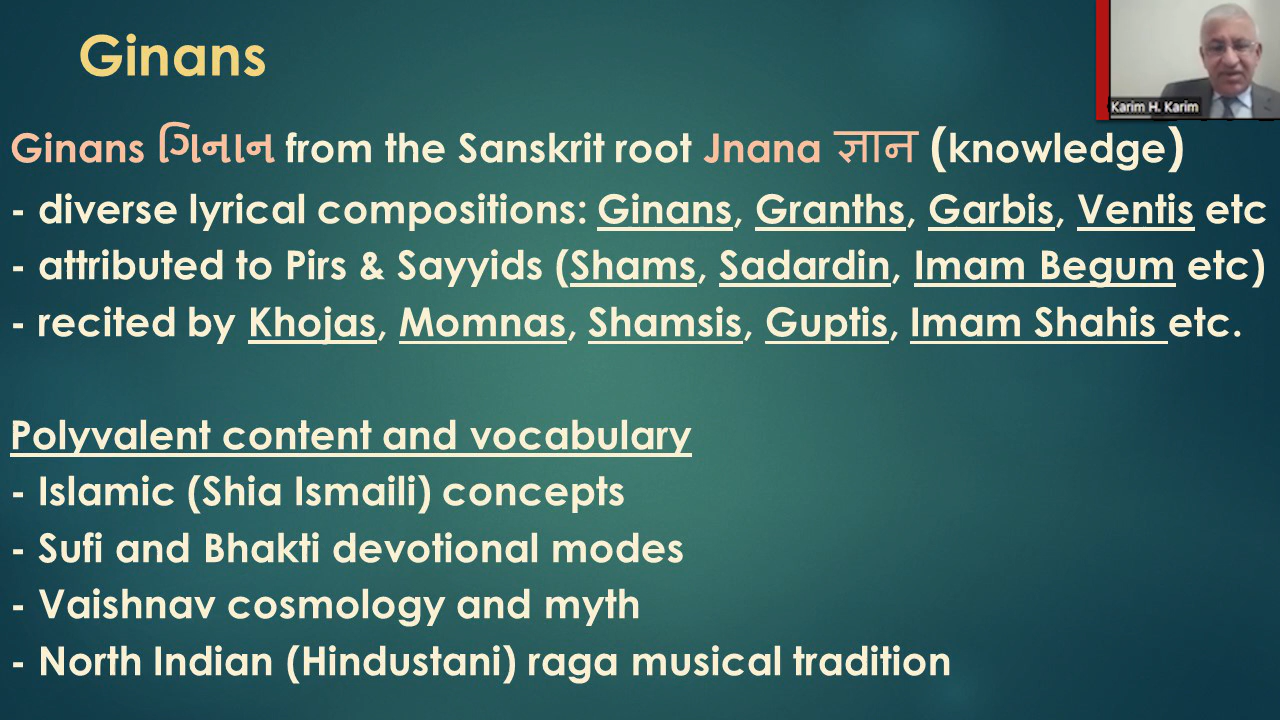 Ginans
Karim H. Karim
Ginans ગિનાન from the Sanskrit root Jnana ज्ञान (knowledge)
- diverse lyrical compositions: Ginans, Granths, Garbis, Ventis etc
- attributed to Pirs & Sayyids (Shams, Sadardin, Imam Begum etc)
- recited by Khojas, Momnas, Shamsis, Guptis, Imam Shahis etc.
Polyvalent content and vocabulary
- Islamic (Shia Ismaili) concepts
- Sufi and Bhakti devotional modes
- Vaishnav cosmology and myth
- North Indian (Hindustani) raga musical tradition